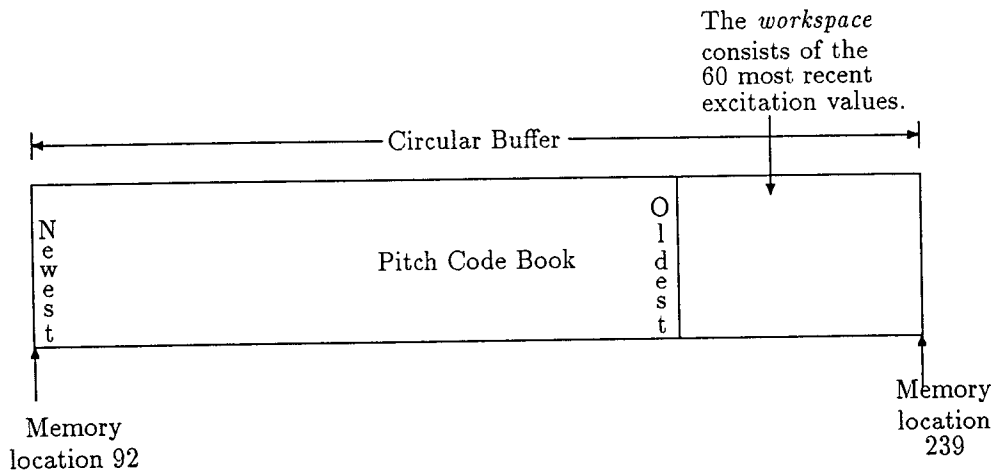 The workspace
consists of the
60 most recent
excitation values.
Circular Buffer
Newest
Pitch Code Book
Oldest
Memory
location 92
Memory
location
239